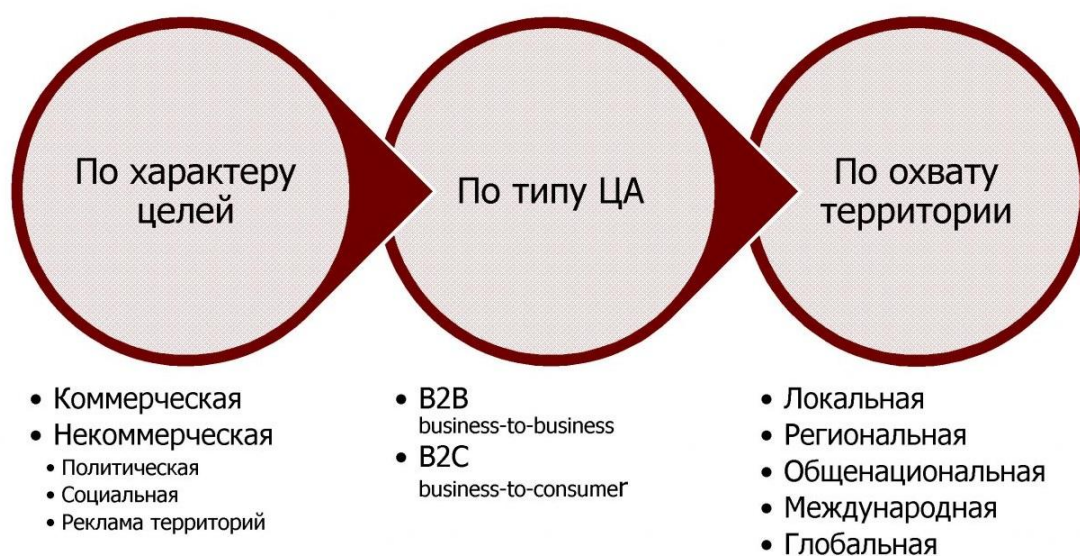 По характеру
целей
По типу ЦА
По охвату
территории
• Коммерческая
• Некоммерческая
• Политическая
• Социальная
• Реклама территорий
• B2B
business-to-business
• B2C
business-to-consumer
• Локальная
• Региональная
• Общенациональная
• Международная
• Глобальная